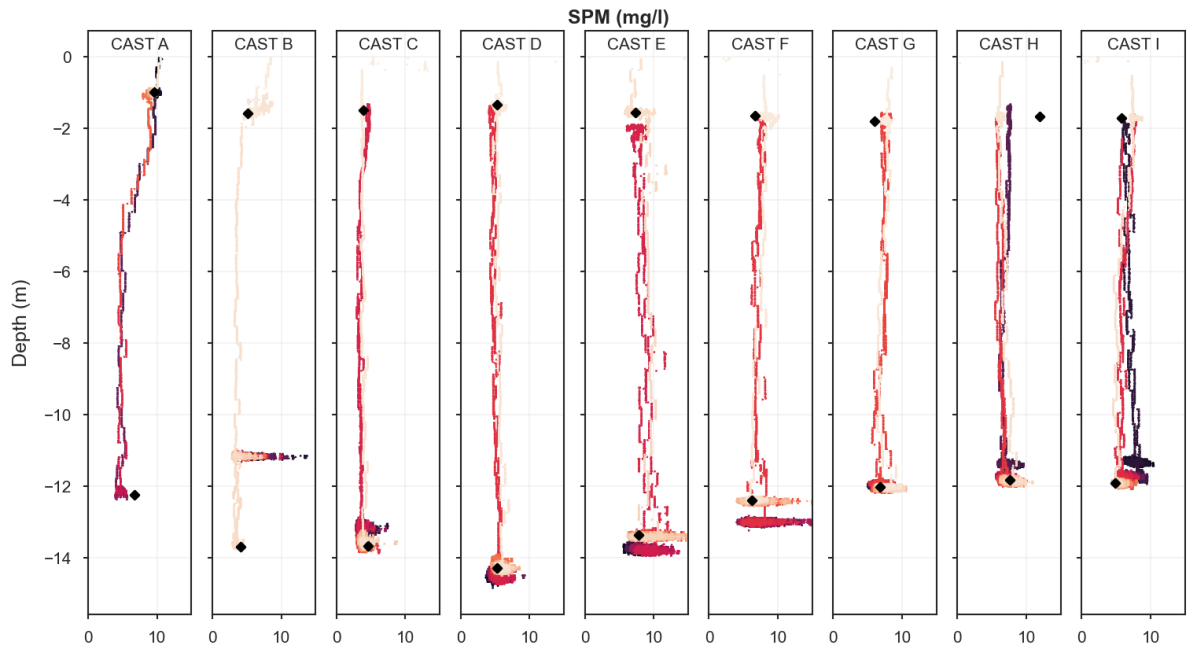 SPM (mg/l)
CAST A CAST B CAST C CAST D CAST E CAST F CAST G CAST H CAST I
0
−2
−4
−6
−8
−10
−12
−14
Depth (m)
0 10 0 10 0 10 0 10 0 10 0 10 0 10 0 10 0 10